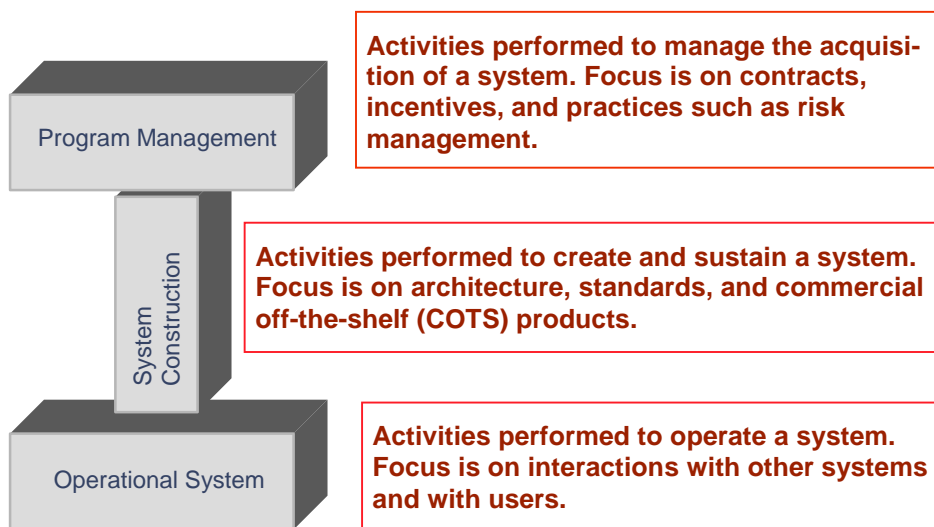 Program Management
Activities performed to manage the acquisi-
tion of a system. Focus is on contracts,
incentives, and practices such as risk
management.
System
Construction
Activities performed to create and sustain a system.
Focus is on architecture, standards, and commercial
off-the-shelf (COTS) products.
Operational System
Activities performed to operate a system.
Focus is on interactions with other systems
and with users.